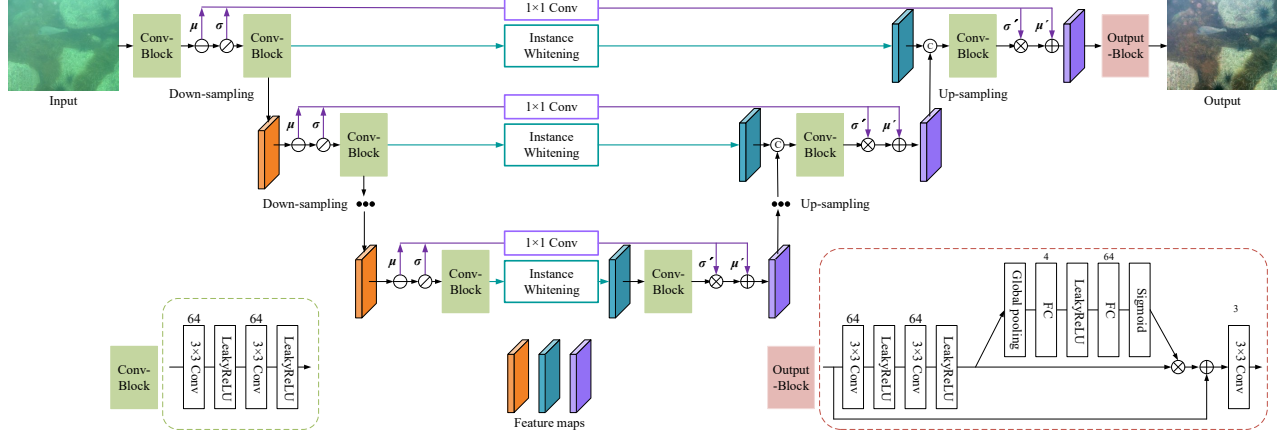 1×1 Conv
μ
σ
σ′
μ′
Conv-
Block
Conv-
Block
Instance
Whitening
C
Conv-
Block
Output
-Block
Input
Down-sampling
Up-sampling
Output
1×1 Conv
μ
σ
σ′
μ′
Conv-
Block
Instance
Whitening
C
Conv-
Block
Down-sampling
Up-sampling
1×1 Conv
μ
σ
σ′
μ′
Conv-
Block
Instance
Whitening
Conv-
Block
Conv-
Block
64
3×3 Conv
LeakyReLU
64
3×3 Conv
LeakyReLU
Feature maps
Output
-Block
64
3×3 Conv
LeakyReLU
64
3×3 Conv
LeakyReLU
Global pooling
4
FC
LeakyReLU
64
FC
Sigmoid
3
3×3 Conv